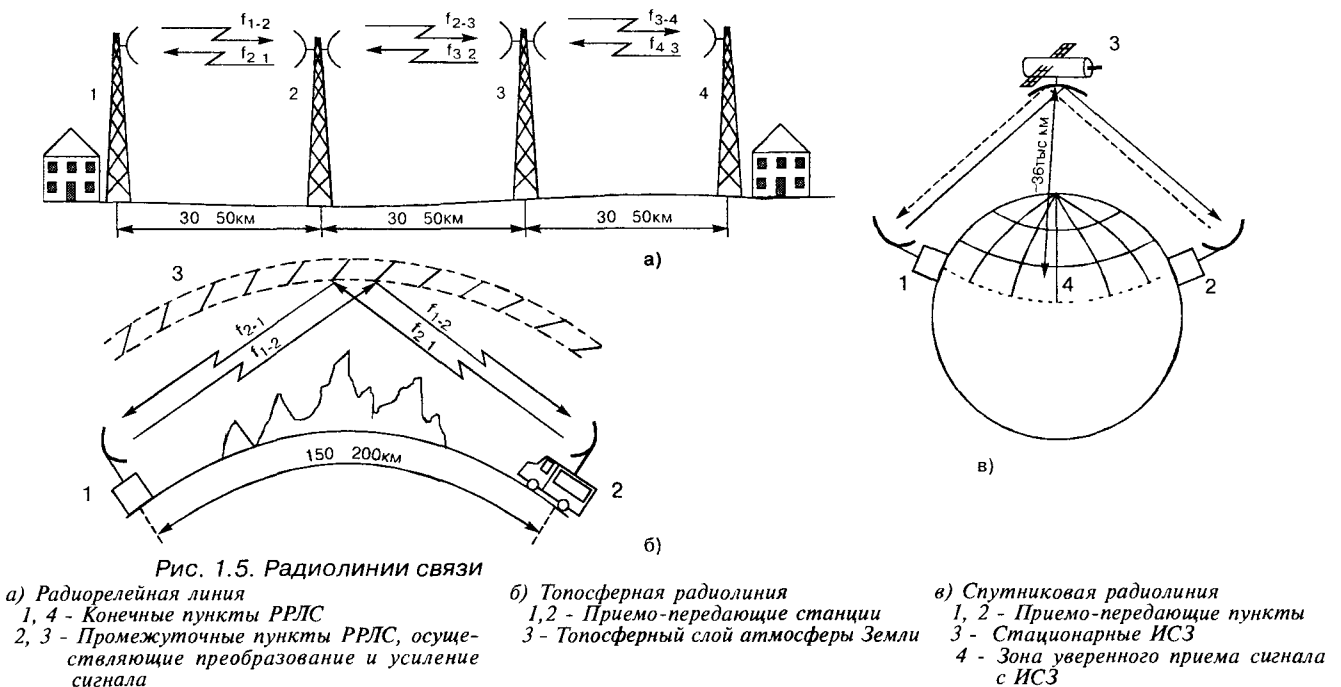 f1-2
f2-3
f3-4
f2 1
f3 2
f4 3
1
2
3
4
30 50км
30 50км
30 50км
а)
3
f2-1
f1-2
f1-2
f2 1
150 200км
1
2
б)
3
~36тыс км
1
4
2
в)
Рис. 1.5. Радиолинии связи
а) Радиорелейная линия
1, 4 - Конечные пункты РРЛС
2, 3 - Промежуточные пункты РРЛС, осуще-
ствляющие преобразование и усиление
сигнала
б) Топосферная радиолиния
1,2 - Приемо-передающие станции
3 - Топосферный слой атмосферы Земли
в) Спутниковая радиолиния
1, 2 - Приемо-передающие пункты
3 - Стационарные ИСЗ
4 - Зона уверенного приема сигнала
с ИСЗ